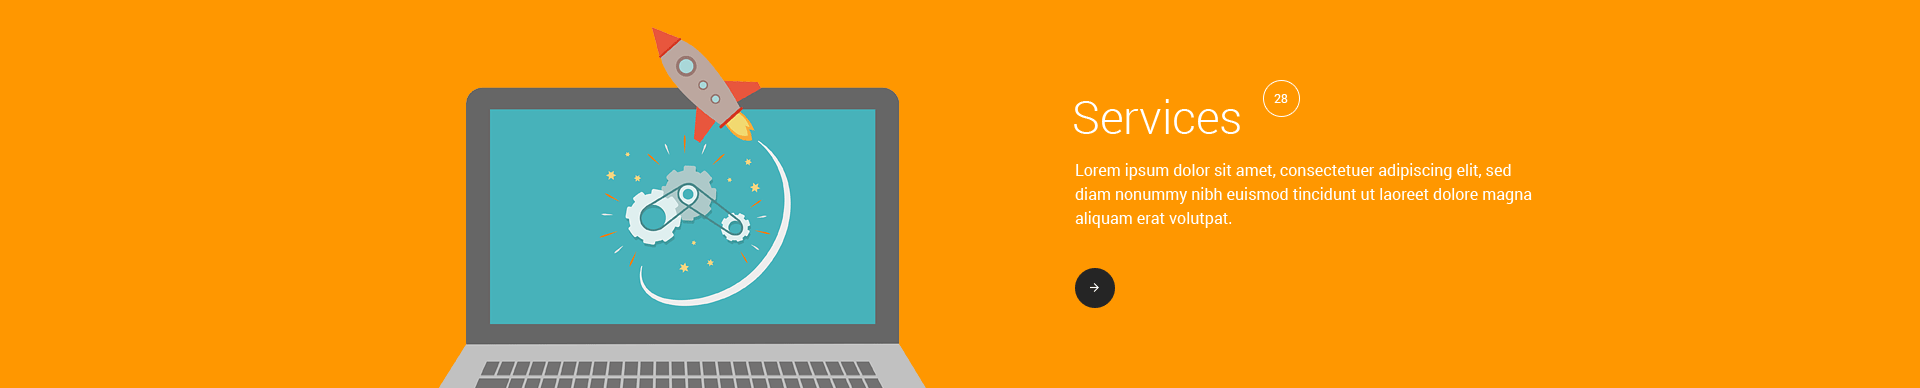 Services
28
Lorem ipsum dolor sit amet, consectetuer adipiscing elit, sed
diam nonummy nibh euismod tincidunt ut laoreet dolore magna
aliquam erat volutpat.